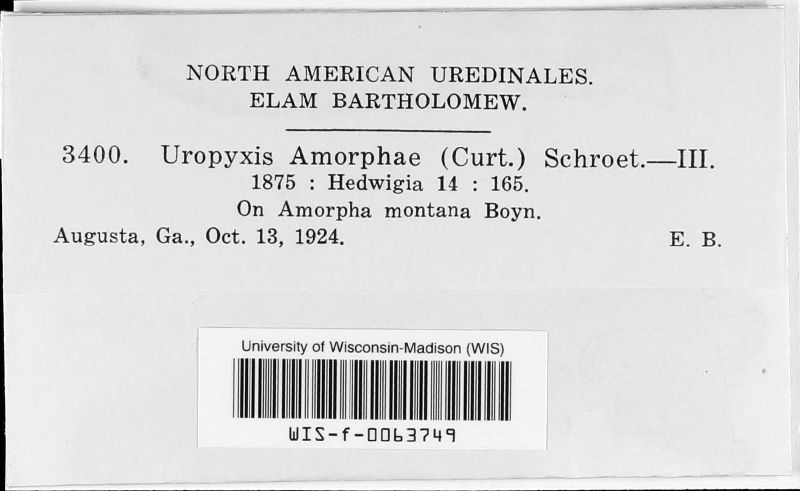 NORTH AMERICAN UREDINALES.
ELAM BARTHOLOMEW.
3400. Uropyxis Amorphae (Curt.) Schroet.—III.
1875 : Hedwigia 14 : 165.
On Amorpha montana Boyn.
Augusta, Ga., Oct. 13, 1924. E. B.
University of Wisconsin-Madison (WIS)
WIS-f-0063749